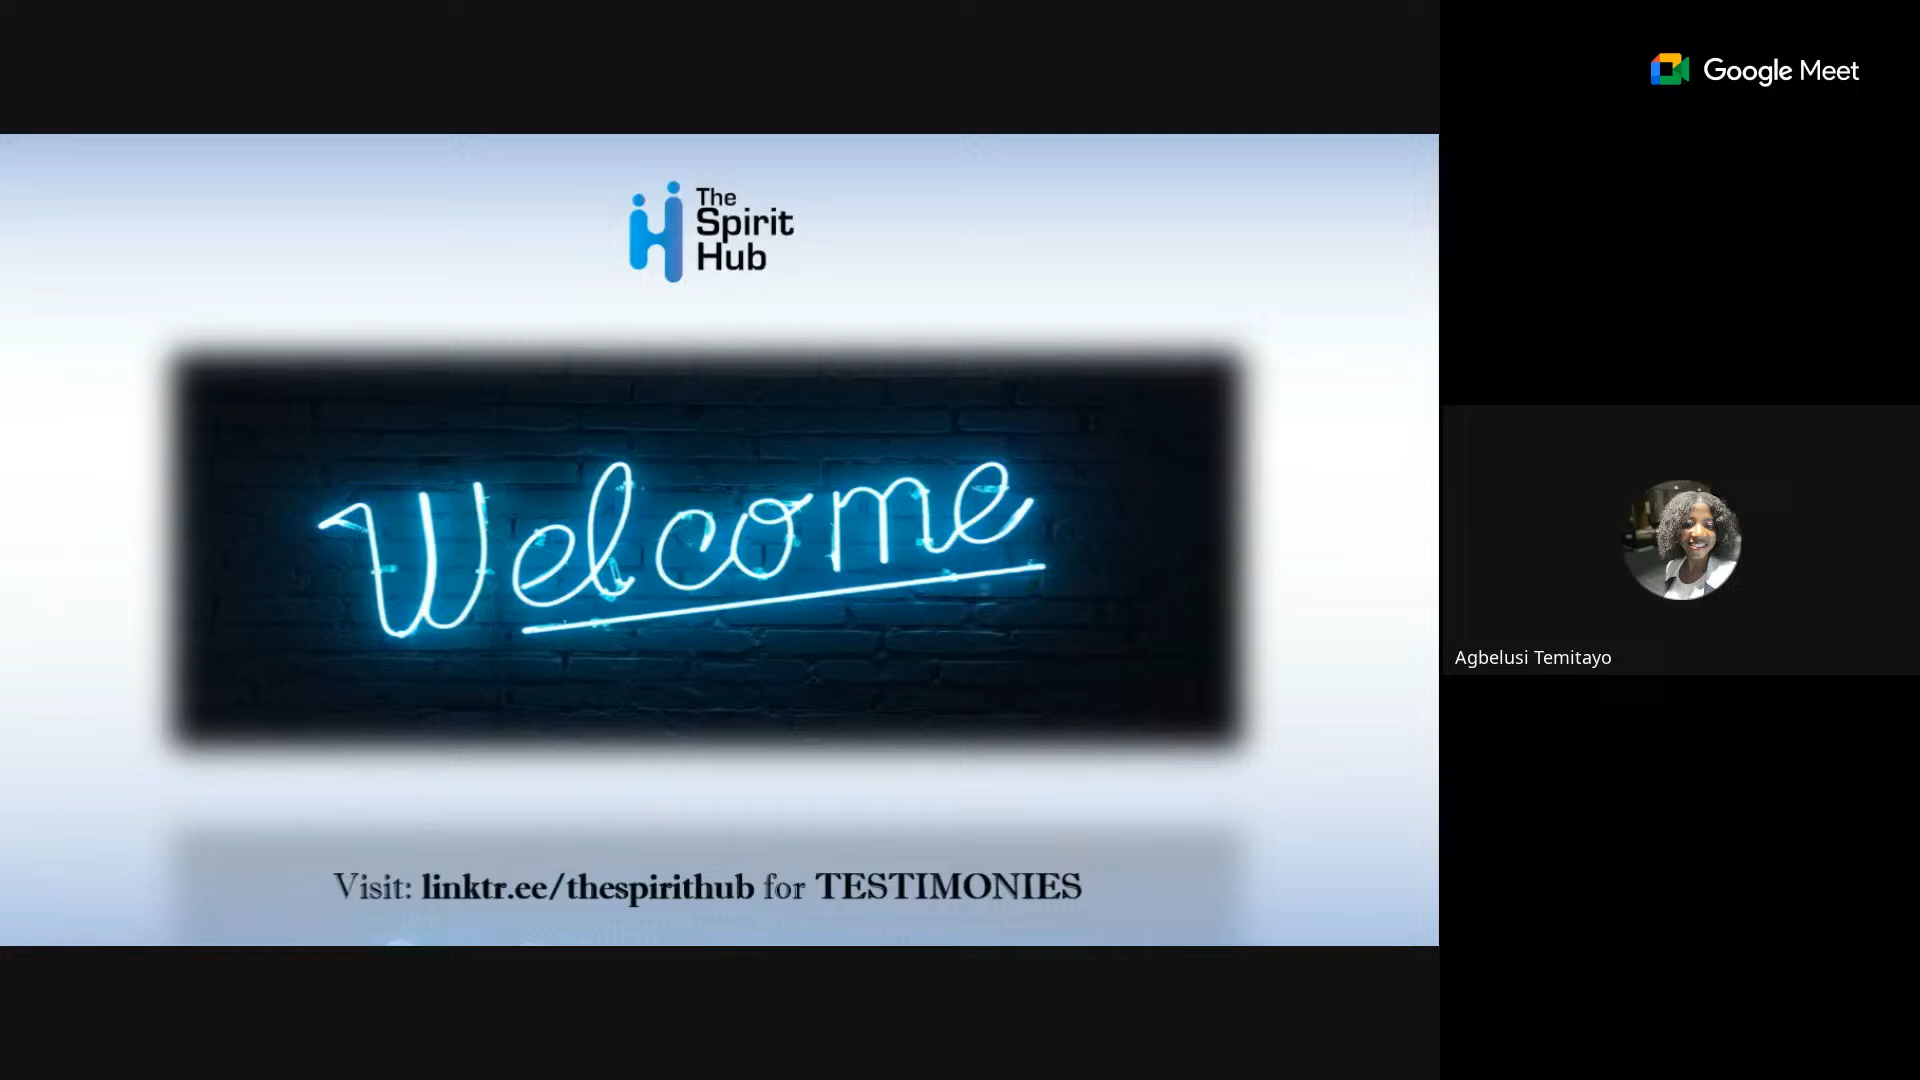 Google Meet
The
Spirit
Hub
Welcome
Visit: linktr.ee/thespirithub for TESTIMONIES
Agbelusi Temitayo